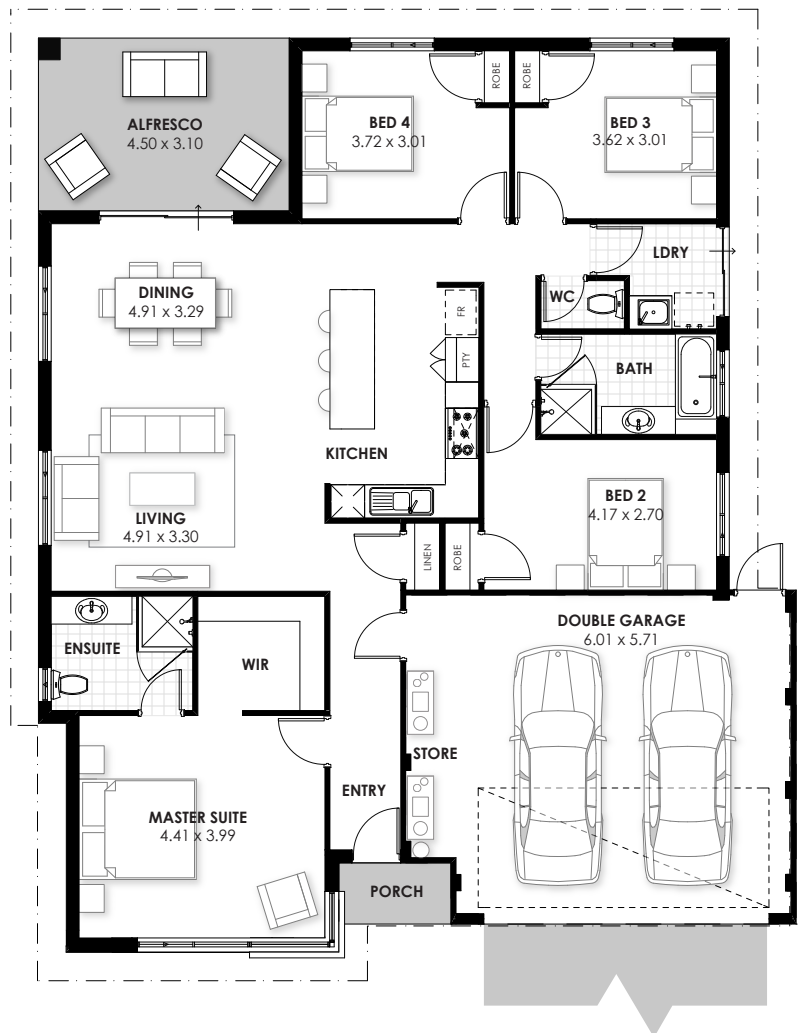 ROBE
ROBE
ALFRESCO
4.50 x 3.10
BED 4
3.72 x 3.01
BED 3
3.62 x 3.01
LDRY
DINING
4.91 x 3.29
WC
FR
PTY
BATH
KITCHEN
BED 2
4.17 x 2.70
LIVING
4.91 x 3.30
LINEN
ROBE
DOUBLE GARAGE
6.01 x 5.71
ENSUITE
WIR
STORE
ENTRY
MASTER SUITE
4.41 x 3.99
PORCH